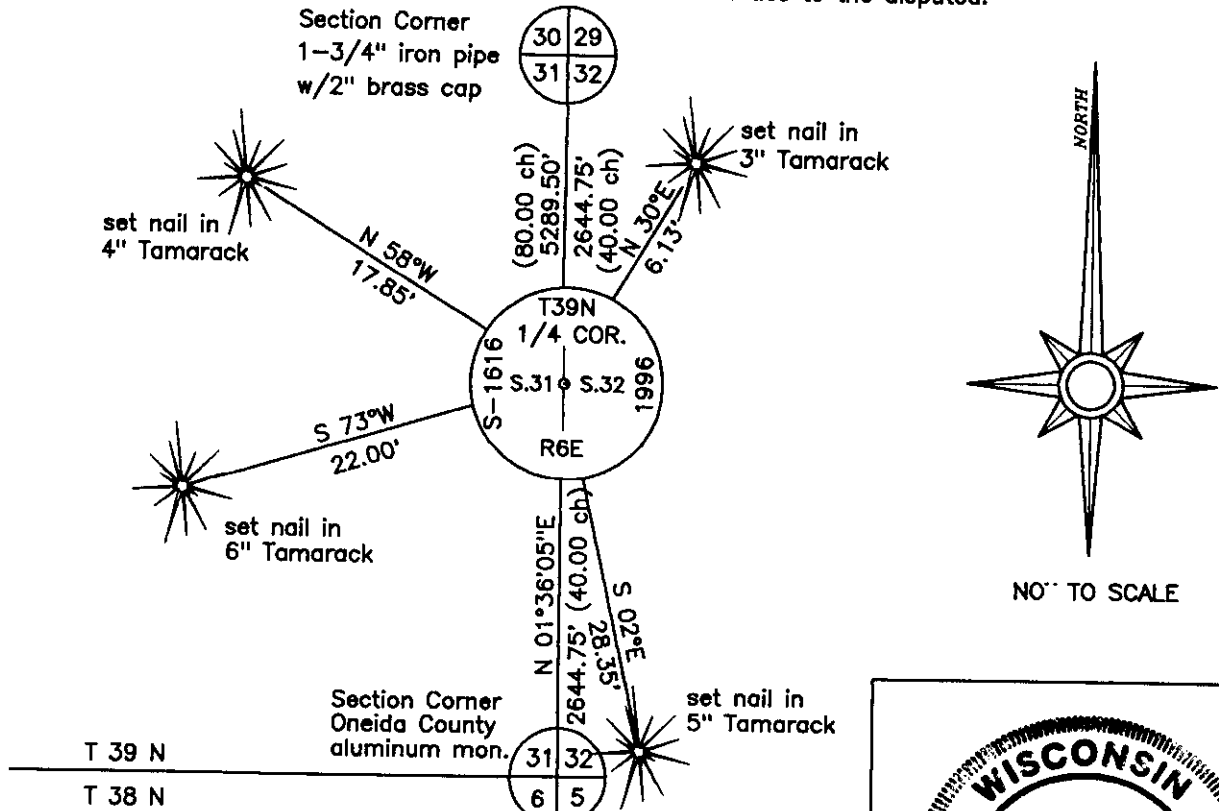 to the disputed.
Section Corner
1-3/4" iron pipe
w/2" brass cap
30 29
31 32
NORTH
set nail in
3" Tamarack
set nail in
4" Tamarack
(80.00 ch)
5289.50'
2644.75'
(40.00 ch)
N 30°E
6.13'
N 58°W
17.85'
T39N
1/4 COR.
S-1616
S.31 S.32
1996
R6E
S 73°W
22.00'
set nail in
6" Tamarack
N 01°36'05"E
2644.75' (40.00 ch)
S 02°E
28.35'
TO SCALE
Section Corner
Oneida County
aluminum mon.
31 32
6 5
set nail in
5" Tamarack
T 39 N
T 38 N
WISCONSIN